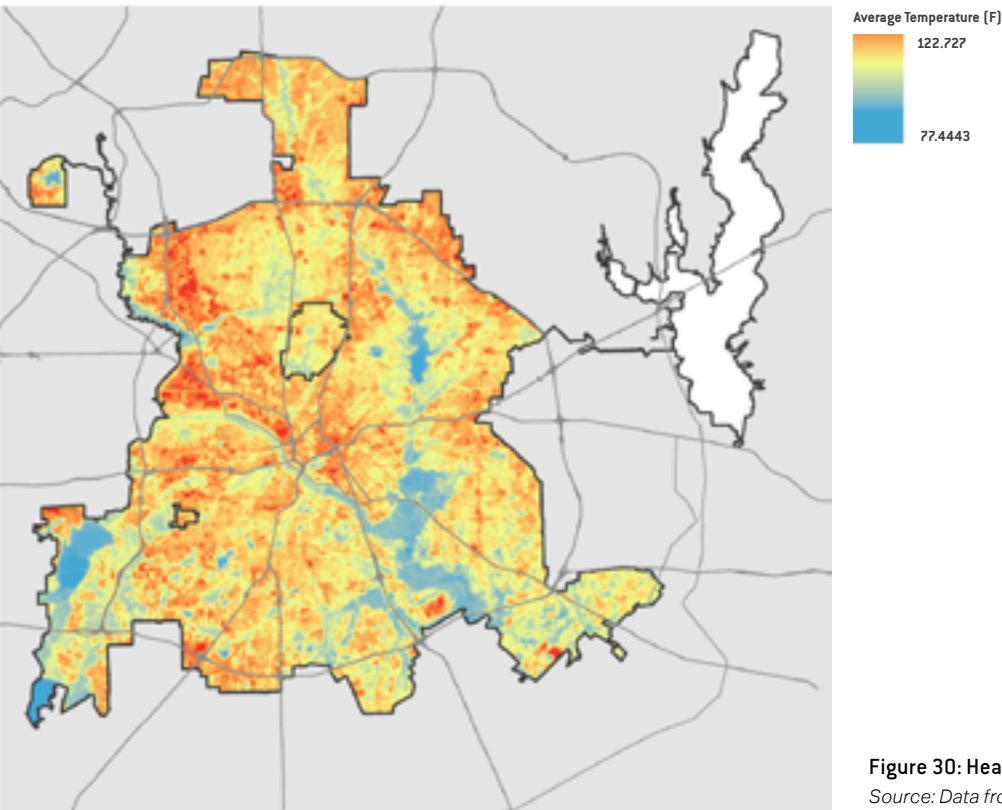 Average Temperature (F)
122.727
77.4443
Figure 30: Hea
Source: Data fro